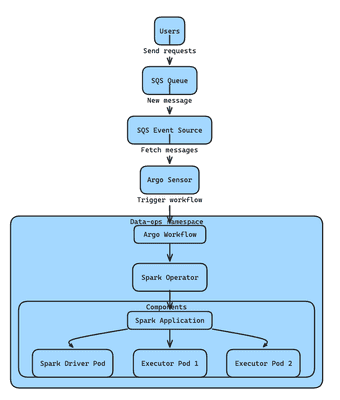 Users
Send requests
SQS Queue
New message
SQS Event Source
Fetch messages
Argo Sensor
Trigger workflow
Data-ops Namespace
Argo Workflow
Spark Operator
Components
Spark Application
Spark Driver Pod
Executor Pod 1
Executor Pod 2